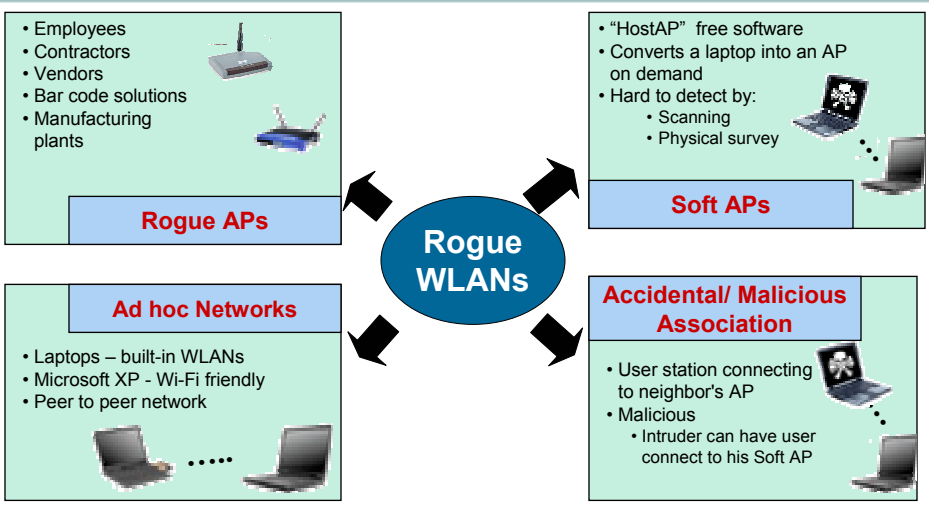 • Employees
• Contractors
• Vendors
• Bar code solutions
• Manufacturing
plants
Rogue APs
• “HostAP” free software
• Converts a laptop into an AP
on demand
• Hard to detect by:
• Scanning
• Physical survey
Soft APs
Rogue
WLANs
Ad hoc Networks
• Laptops – built-in WLANs
• Microsoft XP - Wi-Fi friendly
• Peer to peer network
Accidental/ Malicious
Association
• User station connecting
to neighbor's AP
• Malicious
• Intruder can have user
connect to his Soft AP